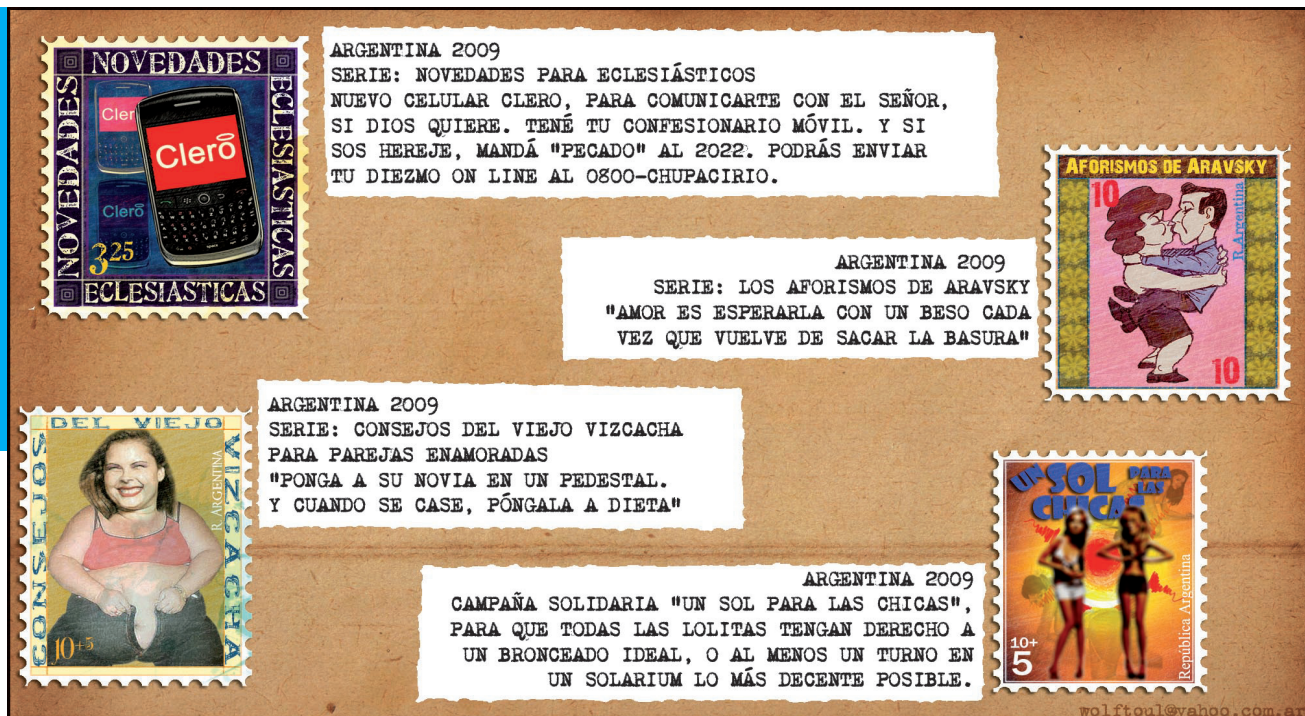 NOVEDADES
NOVEDADES
ECLESIASTICAS
ECLESIASTICAS
Clero
Clero
3.25
ARGENTINA 2009
SERIE: NOVEDADES PARA ECLESIÁSTICOS
NUEVO CELULAR CLERO, PARA COMUNICARTE CON EL SEÑOR,
SI DIOS QUIERE. TENÉ TU CONFESIONARIO MÓVIL. Y SI
SOS HEREJE, MANDÁ "PECADO" AL 2022. PODRÁS ENVIAR
TU DIEZMO ON LINE AL 0800-CHUPACIRIO.
AFORISMOS DE ARAVSKY
10
R.Argentina
10
ARGENTINA 2009
SERIE: LOS AFORISMOS DE ARAVSKY
"AMOR ES ESPERARLA CON UN BESO CADA
VEZ QUE VUELVE DE SACAR LA BASURA"
CONSEJOS
DEL VIEJO
VIZCACHA
R. ARGENTINA
10+5
ARGENTINA 2009
SERIE: CONSEJOS DEL VIEJO VIZCACHA
PARA PAREJAS ENAMORADAS
"PONGA A SU NOVIA EN UN PEDESTAL.
Y CUANDO SE CASE, PÓNGALA A DIETA"
UN SOL PARA LAS
CHICAS
República Argentina
10+
5
ARGENTINA 2009
CAMPAÑA SOLIDARIA "UN SOL PARA LAS CHICAS",
PARA QUE TODAS LAS LOLITAS TENGAN DERECHO A
UN BRONCEADO IDEAL, O AL MENOS UN TURNO EN
UN SOLARIUM LO MÁS DECENTE POSIBLE.
wolftoul@yahoo.com.ar